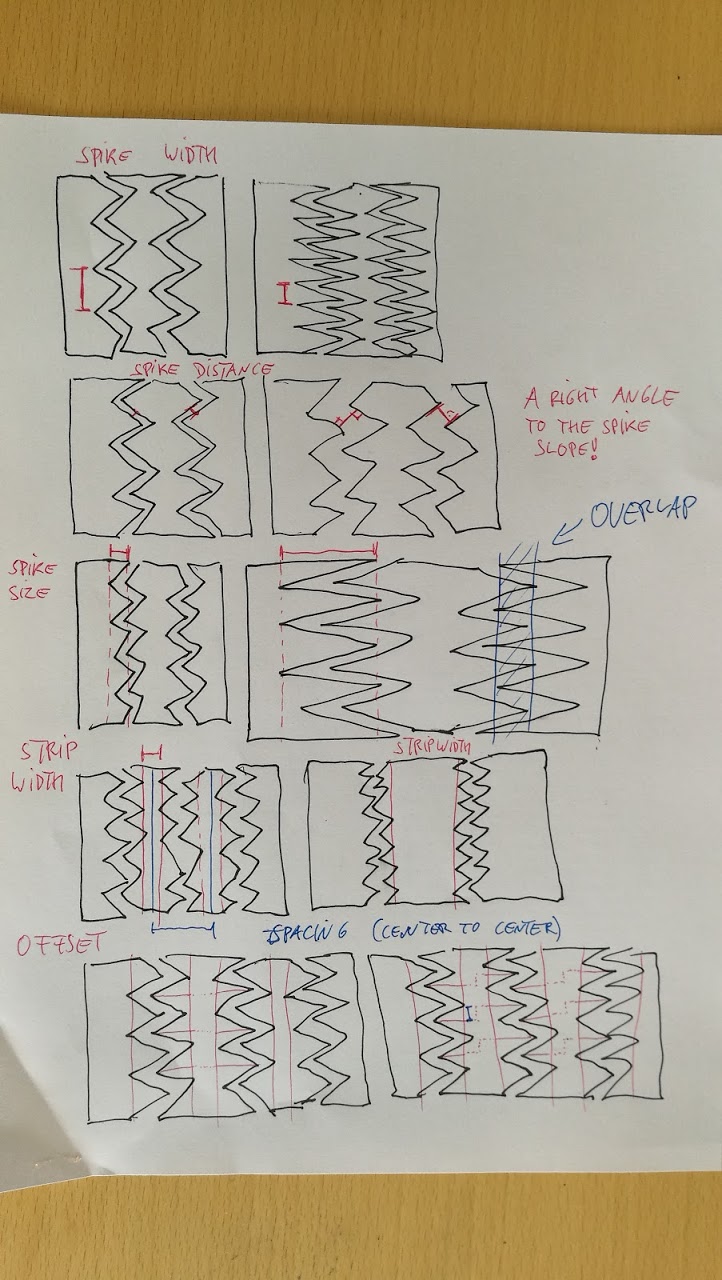 SPIKE WIDTH
SPIKE DISTANCE
A RIGHT ANGLE
TO THE SPIKE
SLOPE!
OVERLAP
SPIKE
SIZE
STRIP
WIDTH
STRIPWIDTH
SPACING (CENTER TO CENTER)
OFFSET